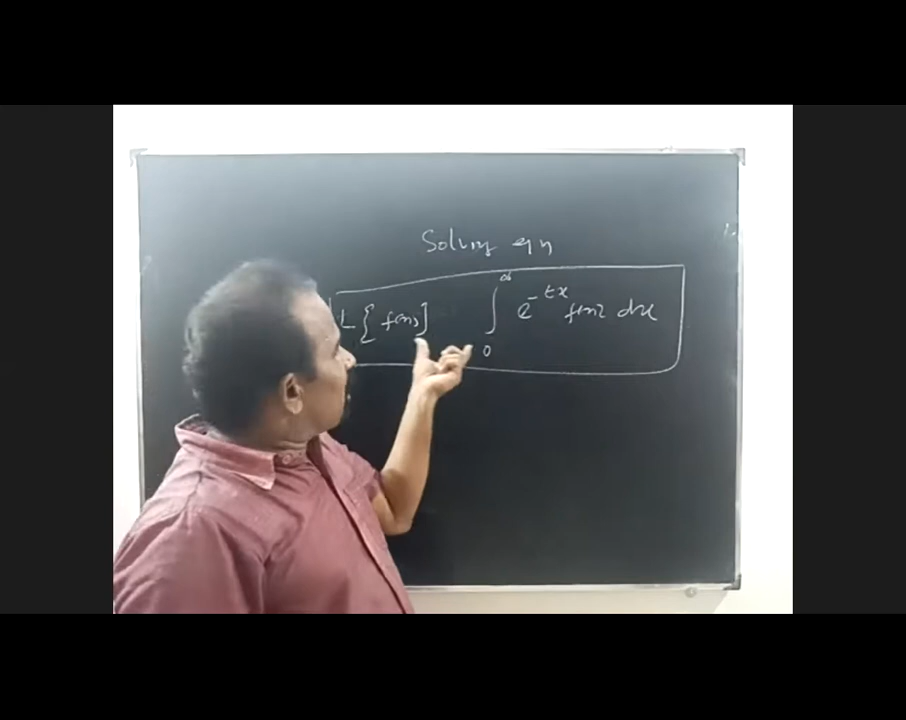 Solving eqn
L{f(x)} ∫₀^∞ e^-tx f(x) dx